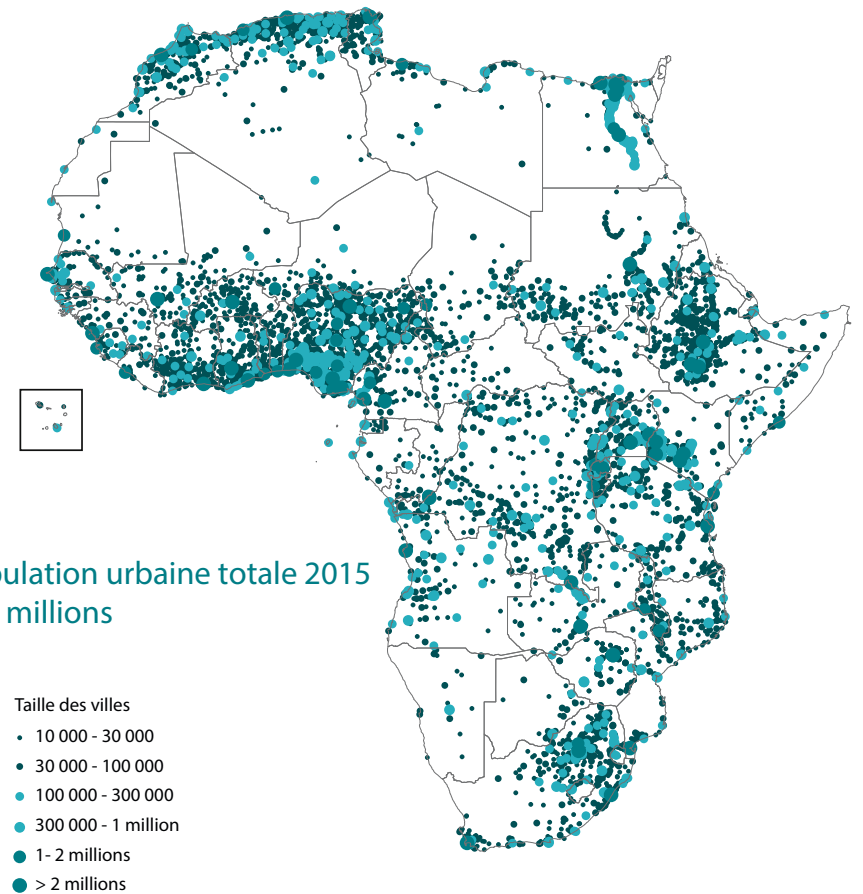 pulation urbaine totale 2015
millions
Taille des villes
10 000 - 30 000
30 000 - 100 000
100 000 - 300 000
300 000 - 1 million
1- 2 millions
> 2 millions